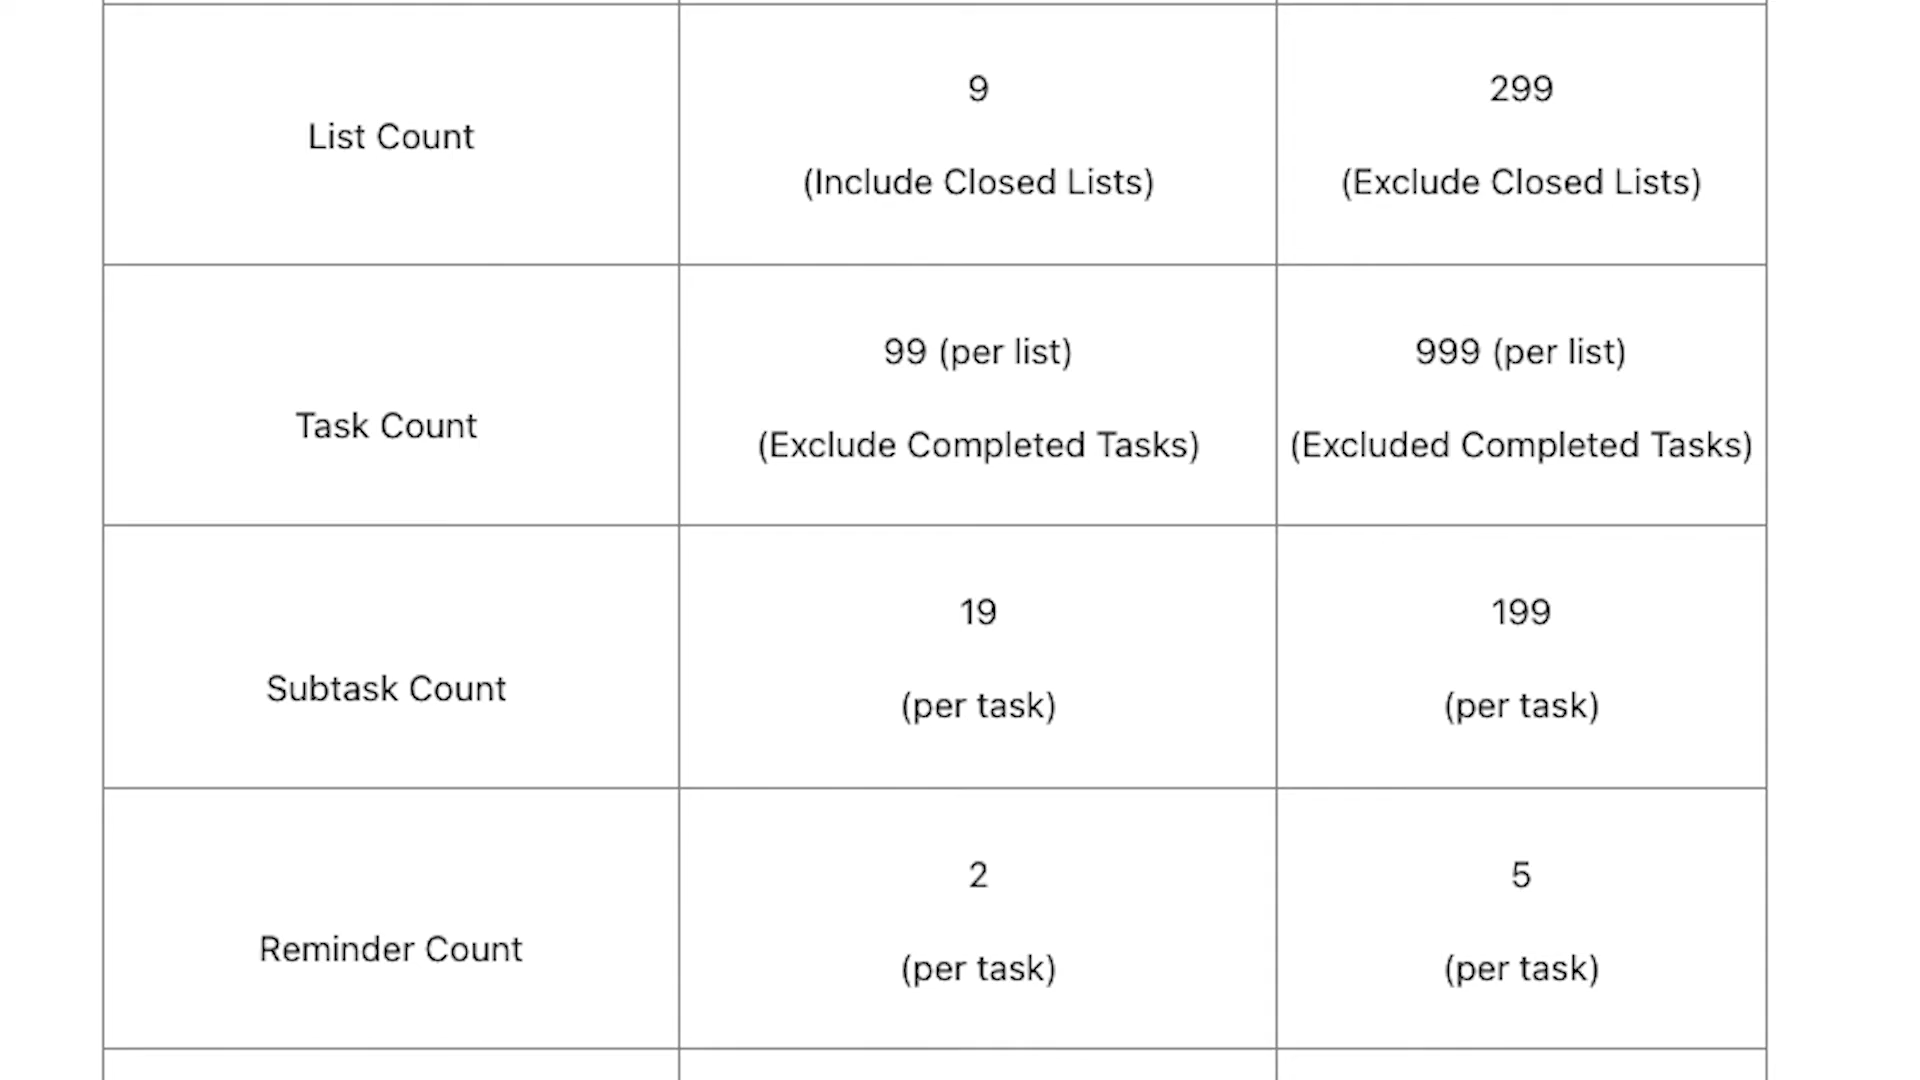 List Count
9
(Include Closed Lists)
299
(Exclude Closed Lists)
Task Count
99 (per list)
(Exclude Completed Tasks)
999 (per list)
(Excluded Completed Tasks)
Subtask Count
19
(per task)
199
(per task)
Reminder Count
2
(per task)
5
(per task)